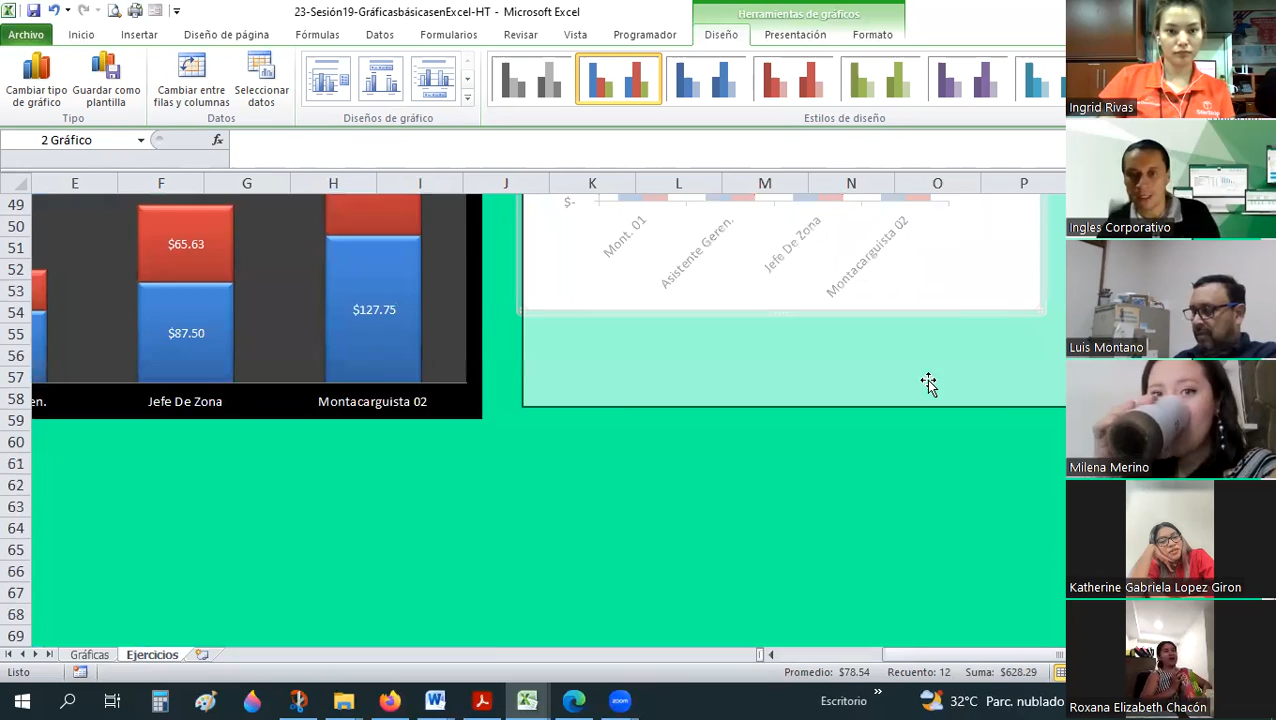 23-Sesión19-GráficasbásicasenExcel-HT - Microsoft Excel
Herramientas de gráficos
Archivo Inicio Insertar Diseño de página Fórmulas Datos Formularios Revisar Vista Programador Diseño Presentación Formato
Cambiar tipo de gráfico
Guardar como plantilla
Cambiar entre filas y columnas
Seleccionar datos
Tipo Datos Diseños de gráfico Estilos de diseño
2 Gráfico fx
E F G H I J K L M N O P
49
50
51
52
53
54
55
56
57
58
59
60
61
62
63
64
65
66
67
68
69
$65.63
$87.50
$127.75
en. Jefe De Zona Montacarguista 02
$-
Mont. 01
Asistente Geren.
Jefe De Zona
Montacarguista 02
Gráficas Ejercicios
Listo Promedio: $78.54 Recuento: 12 Suma: $628.29
Escritorio » 32°C Parc. nublado
zoom
Ingrid Rivas
Ingles Corporativo
Luis Montano
Milena Merino
Katherine Gabriela Lopez Giron
Roxana Elizabeth Chacón